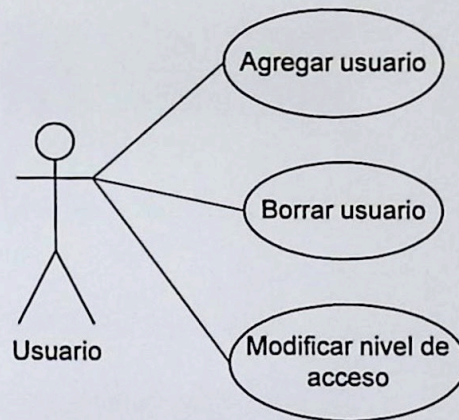 Agregar usuario
Borrar usuario
Usuario
Modificar nivel de
acceso